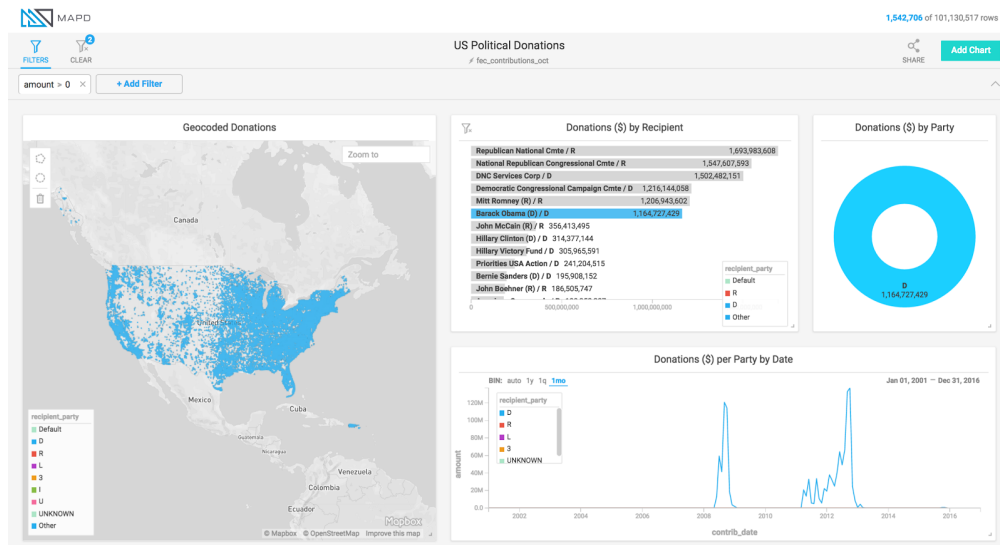 MAPD
1,542,706 of 101,130,517 rows
FILTERS
2
CLEAR
US Political Donations
fec_contributions_oct
SHARE
Add Chart
amount > 0 ×
+ Add Filter
Geocoded Donations
Zoom to
Canada
United States
Mexico
Cuba
Guatemala
Nicaragua
Venezuela
Colombia
Ecuador
recipient_party
Default
D
R
L
3
I
U
UNKNOWN
Other
Mapbox
© Mapbox © OpenStreetMap Improve this map
Donations ($) by Recipient
Republican National Cmte / R 1,693,983,608
National Republican Congressional Cmte / R 1,547,607,593
DNC Services Corp / D 1,502,482,151
Democratic Congressional Campaign Cmte / D 1,216,144,058
Mitt Romney (R) / R 1,206,943,602
Barack Obama (D) / D 1,164,727,429
John McCain (R) / R 356,413,495
Hillary Clinton (D) / D 314,377,144
Hillary Victory Fund / D 305,965,591
Priorities USA Action / D 241,204,515
Bernie Sanders (D) / D 195,908,152
John Boehner (R) / R 186,505,747
0 500,000,000 1,000,000,000
recipient_party
Default
R
D
Other
Donations ($) by Party
D
1,164,727,429
Donations ($) per Party by Date
BIN: auto 1y 1q 1mo
Jan 01, 2001 – Dec 31, 2016
recipient_party
D
R
L
3
UNKNOWN
amount
120M
100M
80M
60M
40M
20M
0.0
2002 2004 2006 2008 2010 2012 2014 2016
contrib_date